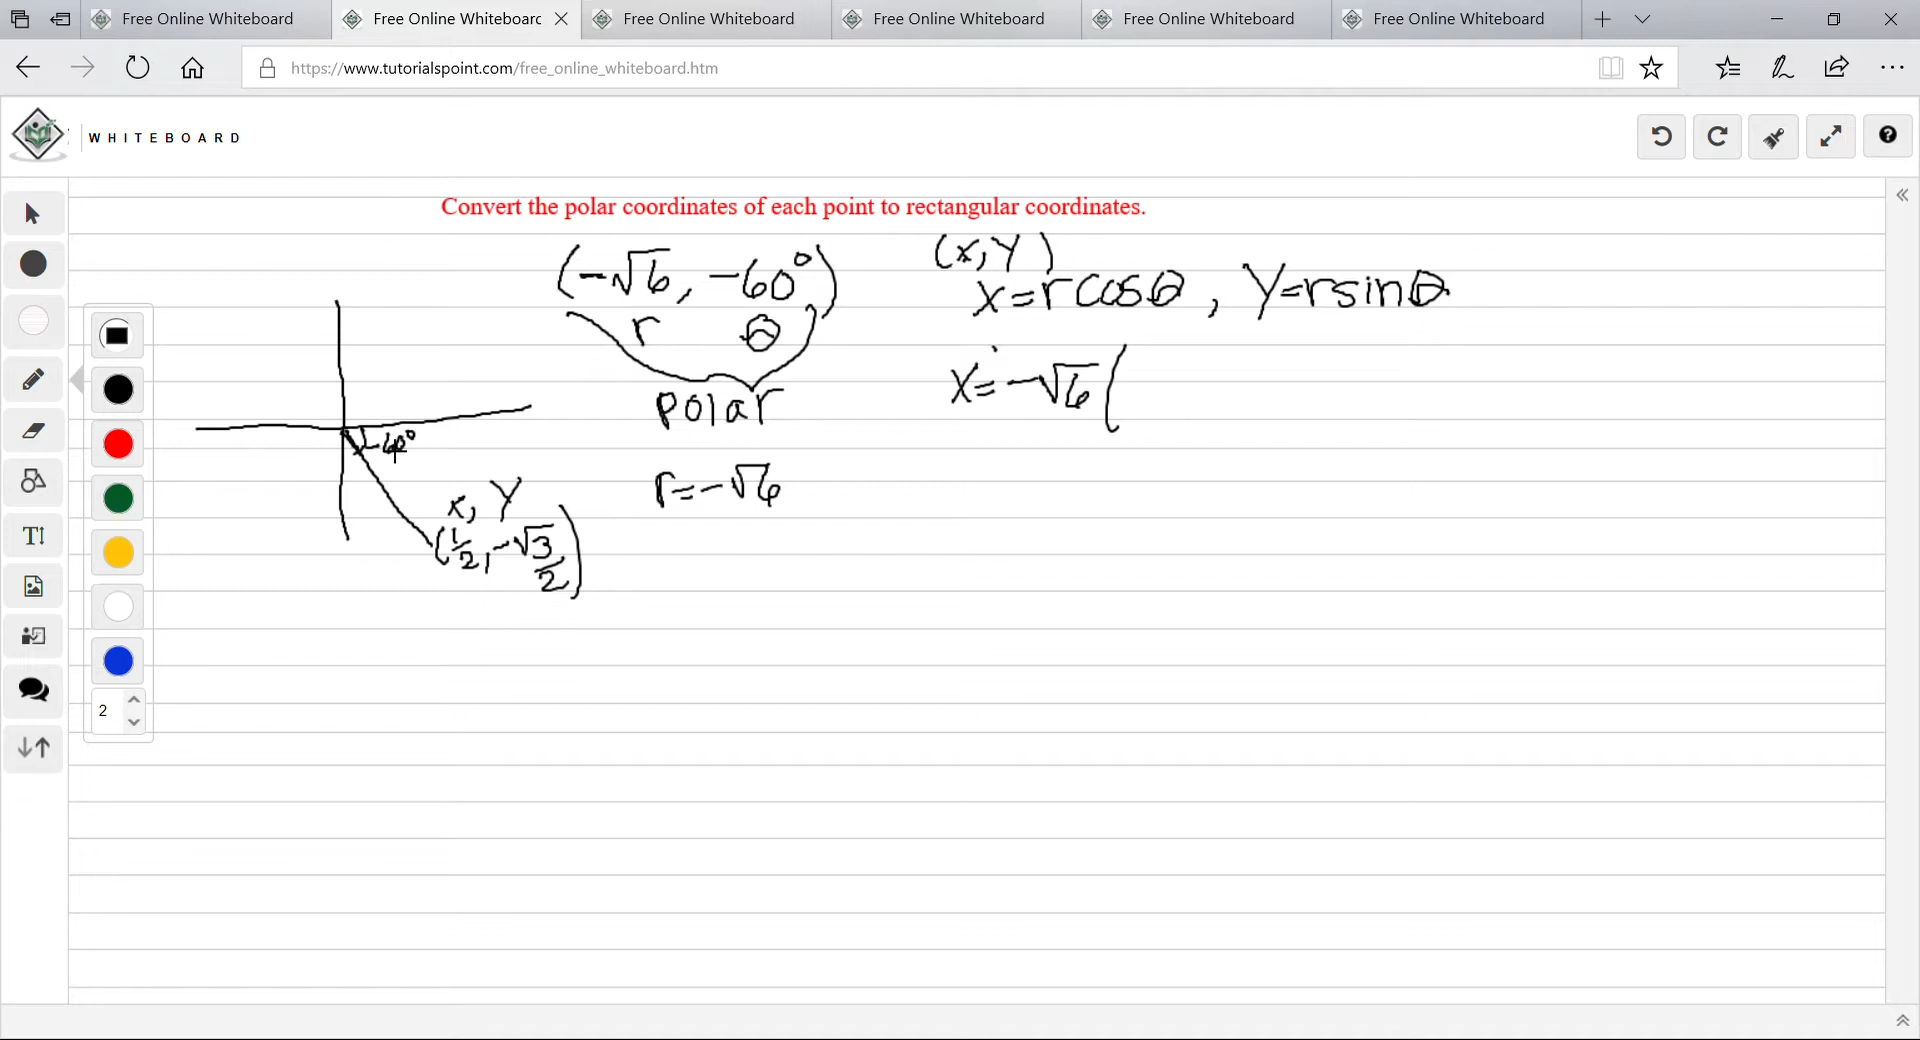 Free Online Whiteboard
Free Online Whiteboarc
Free Online Whiteboard
Free Online Whiteboard
Free Online Whiteboard
Free Online Whiteboard
https://www.tutorialspoint.com/free_online_whiteboard.htm
WHITEBOARD
Convert the polar coordinates of each point to rectangular coordinates.
(-√6, -60°)
r θ
polar
r=-√6
(x,Y)
x=rcosθ, Y=rsinθ
X=-√6(
-60°
x, Y
(1/2, -√3/2)
T
2